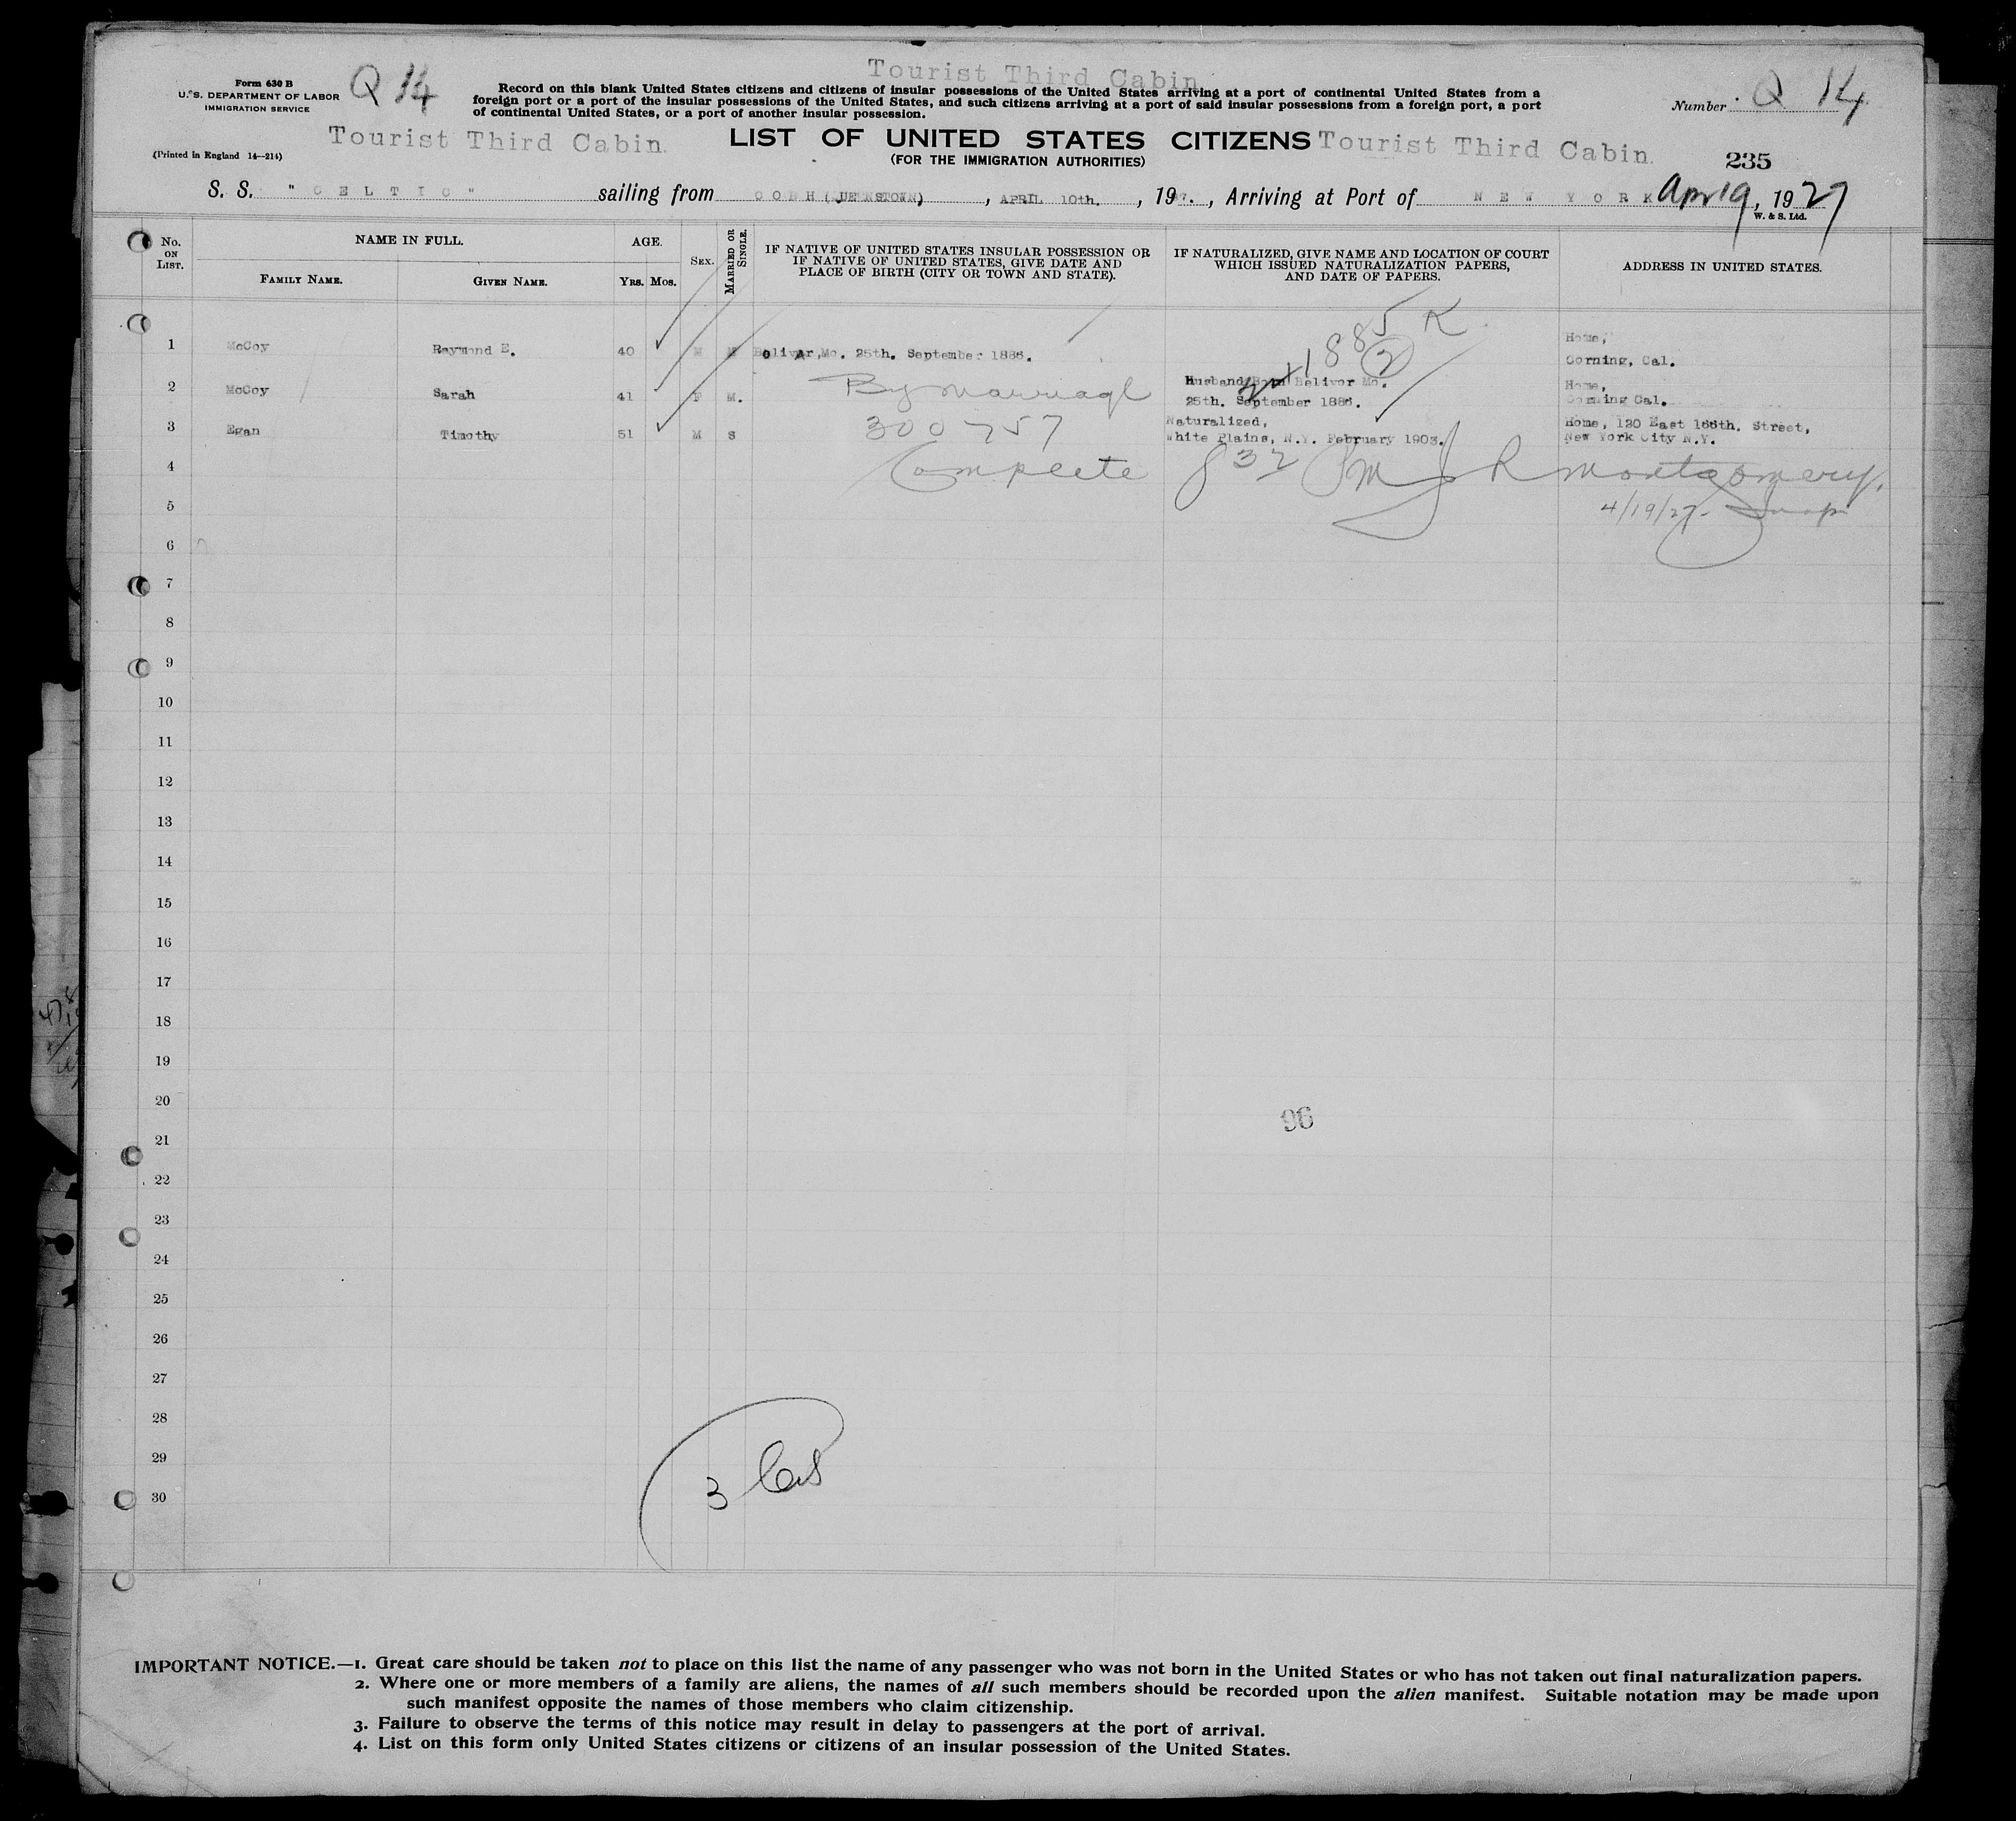 Tourist Third Cabin
Form 630 B
U.S. DEPARTMENT OF LABOR
IMMIGRATION SERVICE
Q 14
Record on this blank United States citizens and citizens of insular possessions of the United States arriving at a port of continental United States from a
foreign port or a port of the insular possessions of the United States, and such citizens arriving at a port of said insular possessions from a foreign port, a port
of continental United States, or a port of another insular possession.
Number Q 14
Tourist Third Cabin. LIST OF UNITED STATES CITIZENS Tourist Third Cabin.
(Printed in England 14—214)
(FOR THE IMMIGRATION AUTHORITIES)
235
S. S. "CELTIC" sailing from COBH (QUEENSTOWN), APRIL 10th., 1927., Arriving at Port of NEW YORK Apr 19, 1927
W. & S. Ltd.
No. ON LIST.
NAME IN FULL.
FAMILY NAME.
GIVEN NAME.
AGE.
YRS. MOS.
SEX.
MARRIED OR SINGLE.
IF NATIVE OF UNITED STATES INSULAR POSSESSION OR
IF NATIVE OF UNITED STATES, GIVE DATE AND
PLACE OF BIRTH (CITY OR TOWN AND STATE).
IF NATURALIZED, GIVE NAME AND LOCATION OF COURT
WHICH ISSUED NATURALIZATION PAPERS,
AND DATE OF PAPERS.
ADDRESS IN UNITED STATES.
1885 K
2
1 McCoy Raymond E. 40 M M Bolivar, Mo. 25th. September 1886. Home,
Corning, Cal.
2 McCoy Sarah 41 F M. By marriage Husband Born Belivor Mo.
25th. September 1886. Home,
Corning Cal.
3 Egan Timothy 51 M S 300757 Naturalized,
White Plains, N.Y. February 1903. Home, 120 East 166th. Street,
New York City N.Y.
4 Complete 832 PM J R Montgomery.
5 4/19/27- Insp
6
7
8
9
10
11
12
13
14
15
16
17
18
19
20
96
21
22
23
24
25
26
27
28
29
3
30
IMPORTANT NOTICE.—1. Great care should be taken not to place on this list the name of any passenger who was not born in the United States or who has not taken out final naturalization papers.
2. Where one or more members of a family are aliens, the names of all such members should be recorded upon the alien manifest. Suitable notation may be made upon
such manifest opposite the names of those members who claim citizenship.
3. Failure to observe the terms of this notice may result in delay to passengers at the port of arrival.
4. List on this form only United States citizens or citizens of an insular possession of the United States.